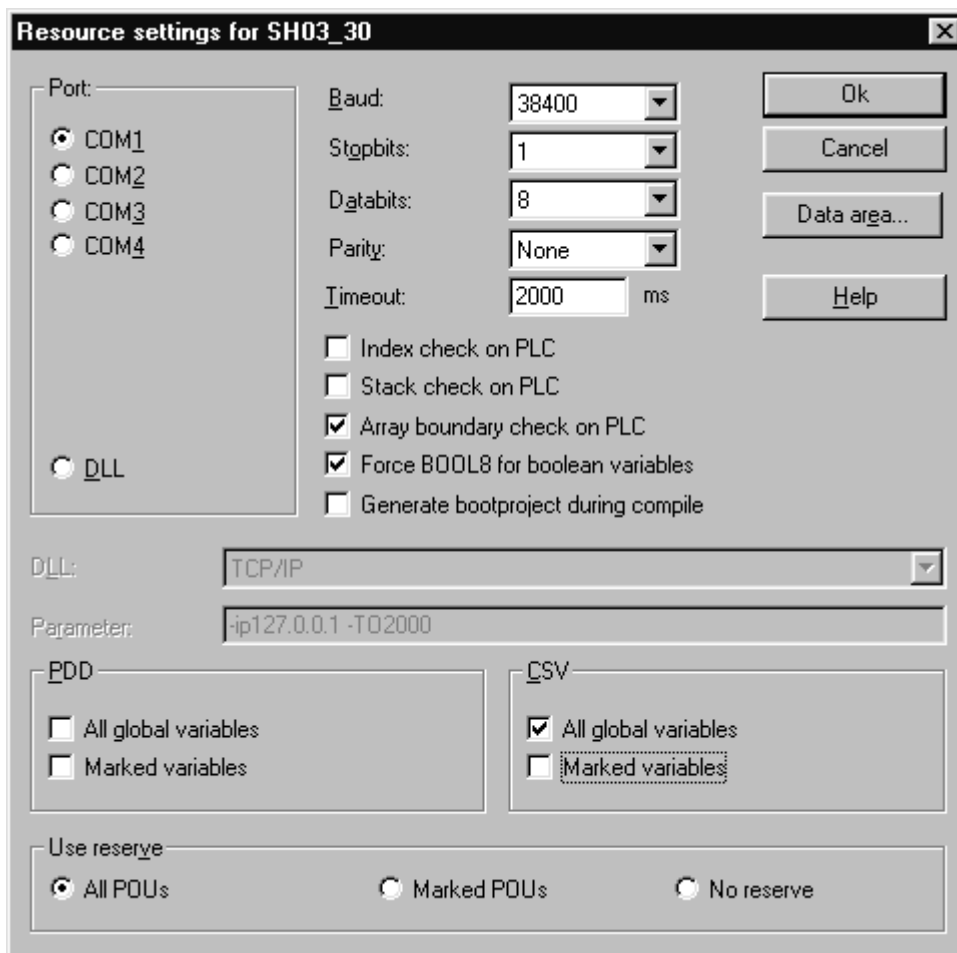 Resource settings for SH03_30
Port:
COM1
COM2
COM3
COM4
DLL
Baud: 38400
Stopbits: 1
Databits: 8
Parity: None
Timeout: 2000 ms
Index check on PLC
Stack check on PLC
Array boundary check on PLC
Force BOOL8 for boolean variables
Generate bootproject during compile
Ok
Cancel
Data area...
Help
DLL: TCP/IP
Parameter: -ip127.0.0.1 -TO2000
PDD
All global variables
Marked variables
CSV
All global variables
Marked variables
Use reserve
All POUs Marked POUs No reserve